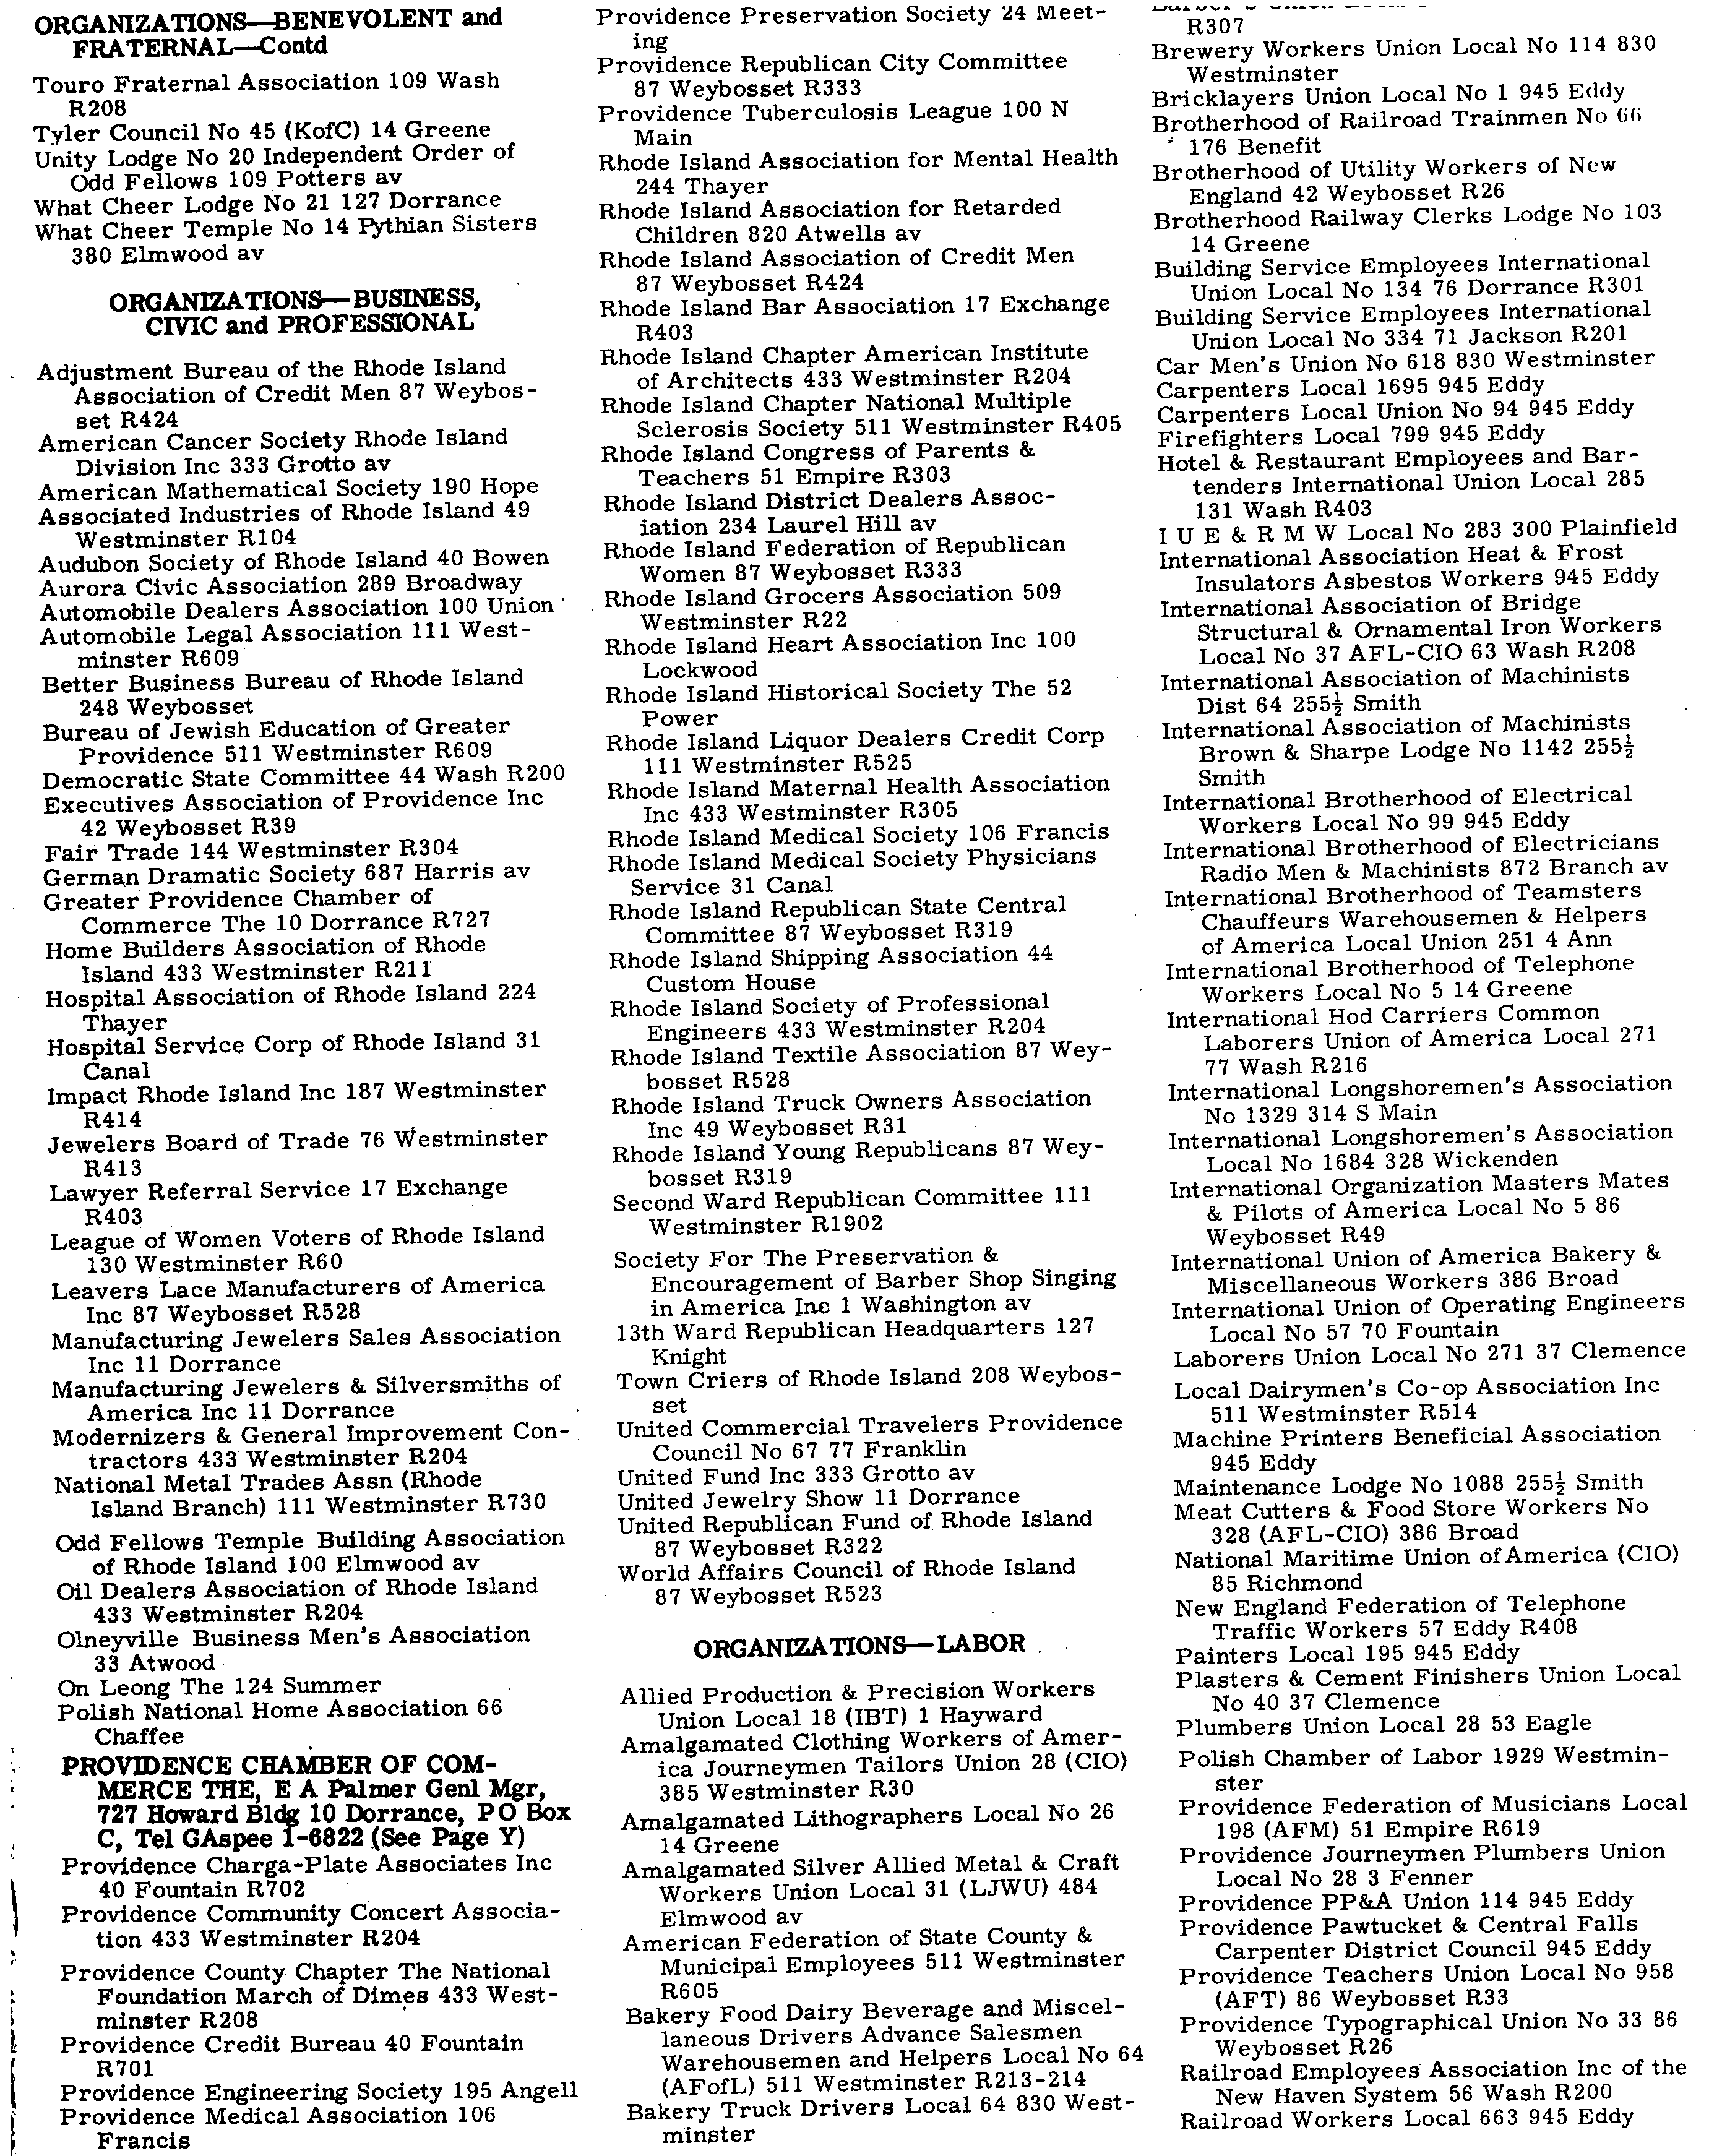 ORGANIZATIONS—BENEVOLENT and
FRATERNAL—Contd
Touro Fraternal Association 109 Wash
R208
Tyler Council No 45 (KofC) 14 Greene
Unity Lodge No 20 Independent Order of
Odd Fellows 109 Potters av
What Cheer Lodge No 21 127 Dorrance
What Cheer Temple No 14 Pythian Sisters
380 Elmwood av
ORGANIZATIONS—BUSINESS,
CIVIC and PROFESSIONAL
Adjustment Bureau of the Rhode Island
Association of Credit Men 87 Weybos-
set R424
American Cancer Society Rhode Island
Division Inc 333 Grotto av
American Mathematical Society 190 Hope
Associated Industries of Rhode Island 49
Westminster R104
Audubon Society of Rhode Island 40 Bowen
Aurora Civic Association 289 Broadway
Automobile Dealers Association 100 Union
Automobile Legal Association 111 West-
minster R609
Better Business Bureau of Rhode Island
248 Weybosset
Bureau of Jewish Education of Greater
Providence 511 Westminster R609
Democratic State Committee 44 Wash R200
Executives Association of Providence Inc
42 Weybosset R39
Fair Trade 144 Westminster R304
German Dramatic Society 687 Harris av
Greater Providence Chamber of
Commerce The 10 Dorrance R727
Home Builders Association of Rhode
Island 433 Westminster R211
Hospital Association of Rhode Island 224
Thayer
Hospital Service Corp of Rhode Island 31
Canal
Impact Rhode Island Inc 187 Westminster
R414
Jewelers Board of Trade 76 Westminster
R413
Lawyer Referral Service 17 Exchange
R403
League of Women Voters of Rhode Island
130 Westminster R60
Leavers Lace Manufacturers of America
Inc 87 Weybosset R528
Manufacturing Jewelers Sales Association
Inc 11 Dorrance
Manufacturing Jewelers & Silversmiths of
America Inc 11 Dorrance
Modernizers & General Improvement Con-
tractors 433 Westminster R204
National Metal Trades Assn (Rhode
Island Branch) 111 Westminster R730
Odd Fellows Temple Building Association
of Rhode Island 100 Elmwood av
Oil Dealers Association of Rhode Island
433 Westminster R204
Olneyville Business Men's Association
33 Atwood
On Leong The 124 Summer
Polish National Home Association 66
Chaffee
PROVIDENCE CHAMBER OF COM-
MERCE THE, E A Palmer Genl Mgr,
727 Howard Bldg 10 Dorrance, PO Box
C, Tel GAspee 1-6822 (See Page Y)
Providence Charga-Plate Associates Inc
40 Fountain R702
Providence Community Concert Associa-
tion 433 Westminster R204
Providence County Chapter The National
Foundation March of Dimes 433 West-
minster R208
Providence Credit Bureau 40 Fountain
R701
Providence Engineering Society 195 Angell
Providence Medical Association 106
Francis
Providence Preservation Society 24 Meet-
ing
Providence Republican City Committee
87 Weybosset R333
Providence Tuberculosis League 100 N
Main
Rhode Island Association for Mental Health
244 Thayer
Rhode Island Association for Retarded
Children 820 Atwells av
Rhode Island Association of Credit Men
87 Weybosset R424
Rhode Island Bar Association 17 Exchange
R403
Rhode Island Chapter American Institute
of Architects 433 Westminster R204
Rhode Island Chapter National Multiple
Sclerosis Society 511 Westminster R405
Rhode Island Congress of Parents &
Teachers 51 Empire R303
Rhode Island District Dealers Assoc-
iation 234 Laurel Hill av
Rhode Island Federation of Republican
Women 87 Weybosset R333
Rhode Island Grocers Association 509
Westminster R22
Rhode Island Heart Association Inc 100
Lockwood
Rhode Island Historical Society The 52
Power
Rhode Island Liquor Dealers Credit Corp
111 Westminster R525
Rhode Island Maternal Health Association
Inc 433 Westminster R305
Rhode Island Medical Society 106 Francis
Rhode Island Medical Society Physicians
Service 31 Canal
Rhode Island Republican State Central
Committee 87 Weybosset R319
Rhode Island Shipping Association 44
Custom House
Rhode Island Society of Professional
Engineers 433 Westminster R204
Rhode Island Textile Association 87 Wey-
bosset R528
Rhode Island Truck Owners Association
Inc 49 Weybosset R31
Rhode Island Young Republicans 87 Wey-
bosset R319
Second Ward Republican Committee 111
Westminster R1902
Society For The Preservation &
Encouragement of Barber Shop Singing
in America Inc 1 Washington av
13th Ward Republican Headquarters 127
Knight
Town Criers of Rhode Island 208 Weybos-
set
United Commercial Travelers Providence
Council No 67 77 Franklin
United Fund Inc 333 Grotto av
United Jewelry Show 11 Dorrance
United Republican Fund of Rhode Island
87 Weybosset R322
World Affairs Council of Rhode Island
87 Weybosset R523
ORGANIZATIONS—LABOR
Allied Production & Precision Workers
Union Local 18 (IBT) 1 Hayward
Amalgamated Clothing Workers of Amer-
ica Journeymen Tailors Union 28 (CIO)
385 Westminster R30
Amalgamated Lithographers Local No 26
14 Greene
Amalgamated Silver Allied Metal & Craft
Workers Union Local 31 (LJWU) 484
Elmwood av
American Federation of State County &
Municipal Employees 511 Westminster
R605
Bakery Food Dairy Beverage and Miscel-
laneous Drivers Advance Salesmen
Warehousemen and Helpers Local No 64
(AFofL) 511 Westminster R213-214
Bakery Truck Drivers Local 64 830 West-
minster
R307
Brewery Workers Union Local No 114 830
Westminster
Bricklayers Union Local No 1 945 Eddy
Brotherhood of Railroad Trainmen No 66
176 Benefit
Brotherhood of Utility Workers of New
England 42 Weybosset R26
Brotherhood Railway Clerks Lodge No 103
14 Greene
Building Service Employees International
Union Local No 134 76 Dorrance R301
Building Service Employees International
Union Local No 334 71 Jackson R201
Car Men's Union No 618 830 Westminster
Carpenters Local 1695 945 Eddy
Carpenters Local Union No 94 945 Eddy
Firefighters Local 799 945 Eddy
Hotel & Restaurant Employees and Bar-
tenders International Union Local 285
131 Wash R403
I U E & R M W Local No 283 300 Plainfield
International Association Heat & Frost
Insulators Asbestos Workers 945 Eddy
International Association of Bridge
Structural & Ornamental Iron Workers
Local No 37 AFL-CIO 63 Wash R208
International Association of Machinists
Dist 64 255½ Smith
International Association of Machinists
Brown & Sharpe Lodge No 1142 255½
Smith
International Brotherhood of Electrical
Workers Local No 99 945 Eddy
International Brotherhood of Electricians
Radio Men & Machinists 872 Branch av
International Brotherhood of Teamsters
Chauffeurs Warehousemen & Helpers
of America Local Union 251 4 Ann
International Brotherhood of Telephone
Workers Local No 5 14 Greene
International Hod Carriers Common
Laborers Union of America Local 271
77 Wash R216
International Longshoremen's Association
No 1329 314 S Main
International Longshoremen's Association
Local No 1684 328 Wickenden
International Organization Masters Mates
& Pilots of America Local No 5 86
Weybosset R49
International Union of America Bakery &
Miscellaneous Workers 386 Broad
International Union of Operating Engineers
Local No 57 70 Fountain
Laborers Union Local No 271 37 Clemence
Local Dairymen's Co-op Association Inc
511 Westminster R514
Machine Printers Beneficial Association
945 Eddy
Maintenance Lodge No 1088 255½ Smith
Meat Cutters & Food Store Workers No
328 (AFL-CIO) 386 Broad
National Maritime Union of America (CIO)
85 Richmond
New England Federation of Telephone
Traffic Workers 57 Eddy R408
Painters Local 195 945 Eddy
Plasters & Cement Finishers Union Local
No 40 37 Clemence
Plumbers Union Local 28 53 Eagle
Polish Chamber of Labor 1929 Westmin-
ster
Providence Federation of Musicians Local
198 (AFM) 51 Empire R619
Providence Journeymen Plumbers Union
Local No 28 3 Fenner
Providence PP&A Union 114 945 Eddy
Providence Pawtucket & Central Falls
Carpenter District Council 945 Eddy
Providence Teachers Union Local No 958
(AFT) 86 Weybosset R33
Providence Typographical Union No 33 86
Weybosset R26
Railroad Employees Association Inc of the
New Haven System 56 Wash R200
Railroad Workers Local 663 945 Eddy